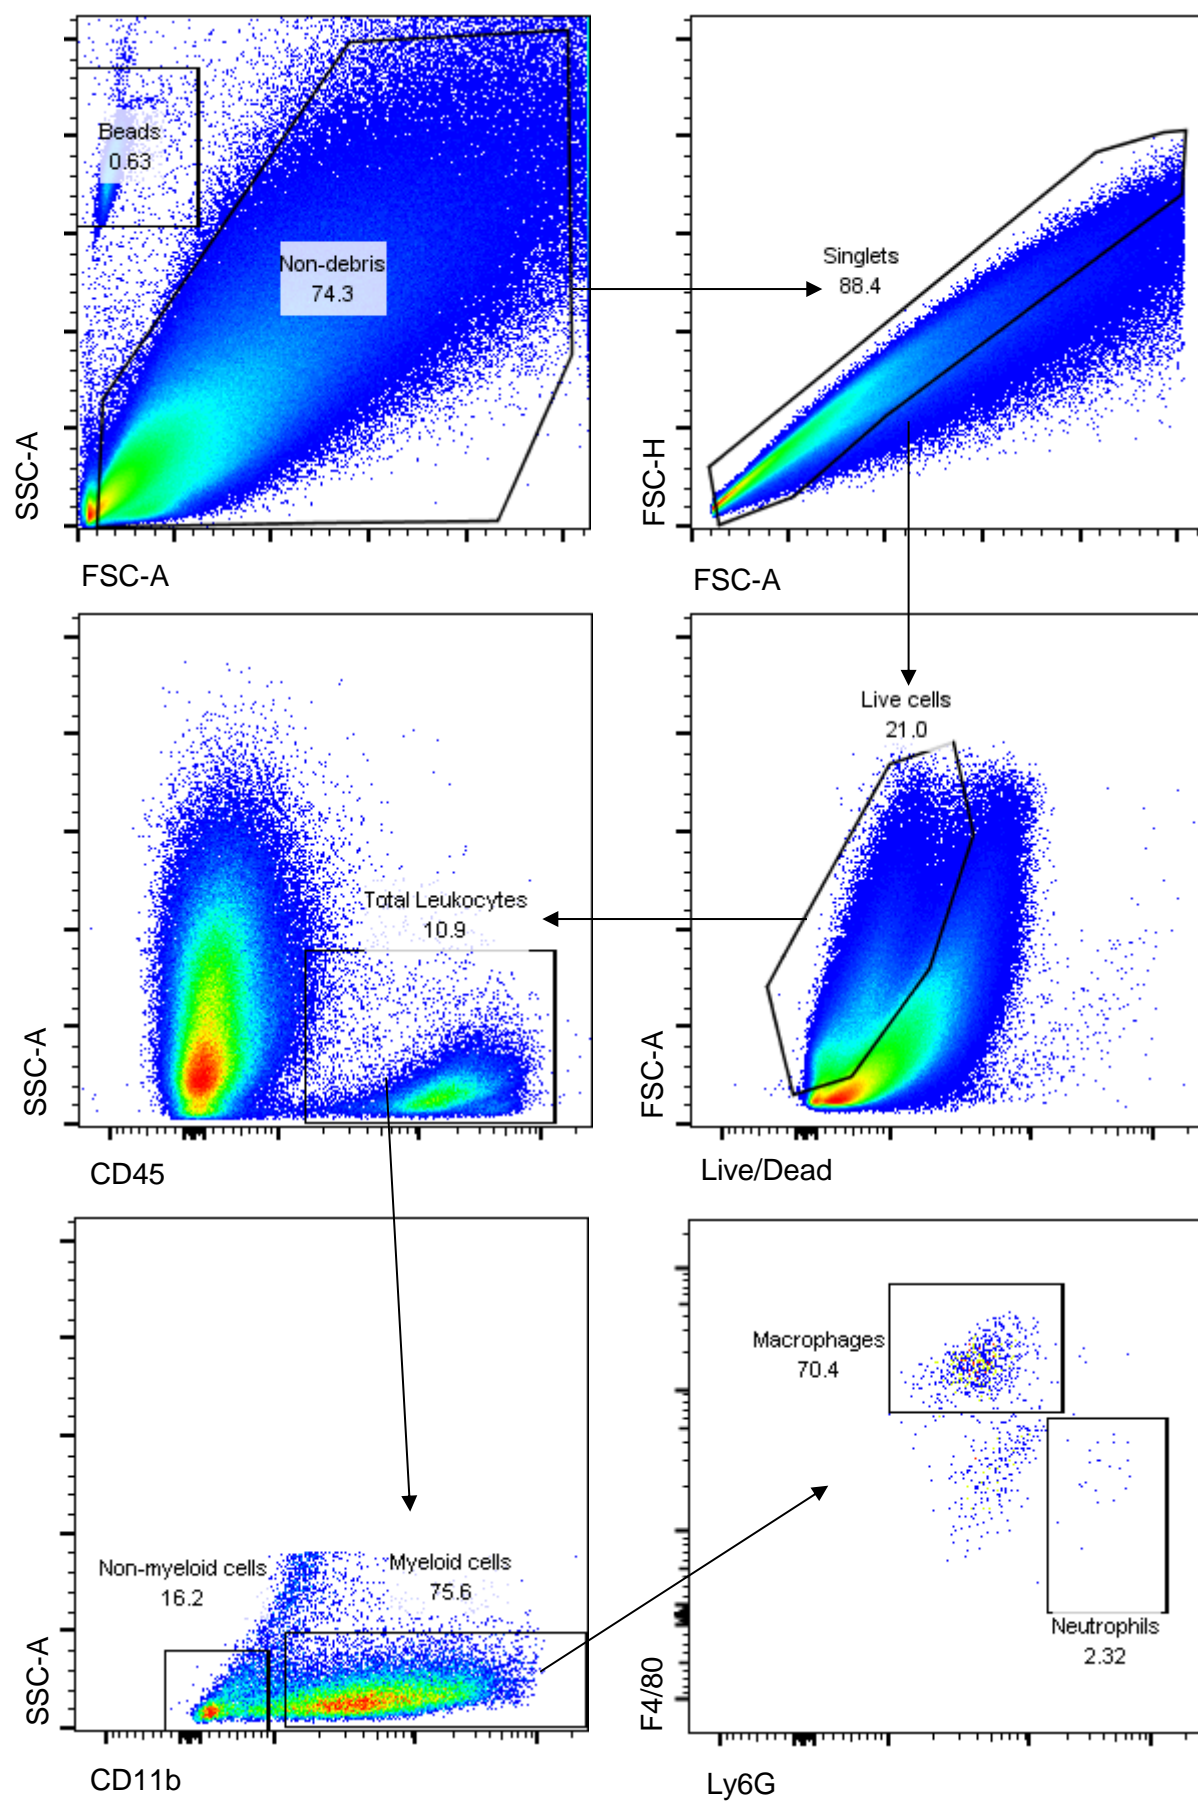 Beads
0.63
Non-debris
74.3
SSC-A
FSC-A
Singlets
88.4
FSC-H
FSC-A
Total Leukocytes
10.9
SSC-A
CD45
Live cells
21.0
FSC-A
Live/Dead
Non-myeloid cells
16.2
Myeloid cells
75.6
SSC-A
CD11b
Macrophages
70.4
Neutrophils
2.32
F4/80
Ly6G